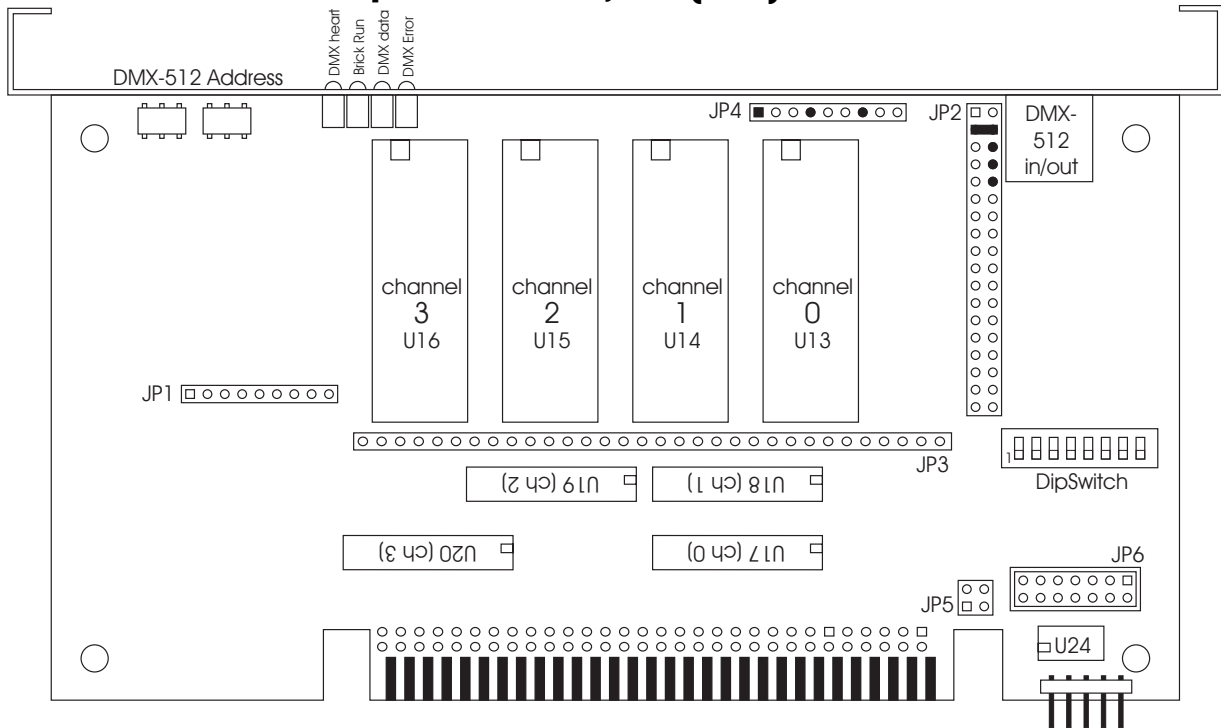 DMX heart
Brick Run
DMX data
DMX Error
DMX-512 Address
JP4
JP2
DMX-
512
in/out
channel
3
U16
channel
2
U15
channel
1
U14
channel
0
U13
JP1
JP3
1
DipSwitch
U19 (ch 2)
U18 (ch 1)
U20 (ch 3)
U17 (ch 0)
JP6
JP5
U24